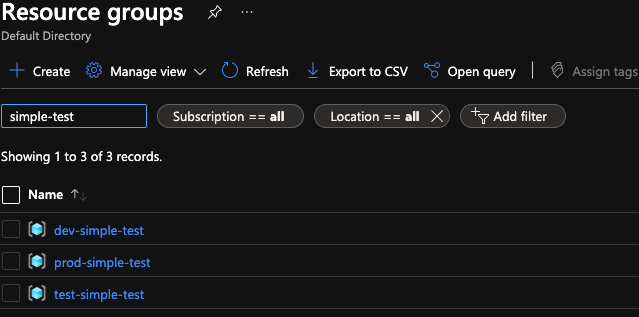 Resource groups
Default Directory
Create Manage view Refresh Export to CSV Open query Assign tags
simple-test Subscription == all Location == all Add filter
Showing 1 to 3 of 3 records.
Name
dev-simple-test
prod-simple-test
test-simple-test